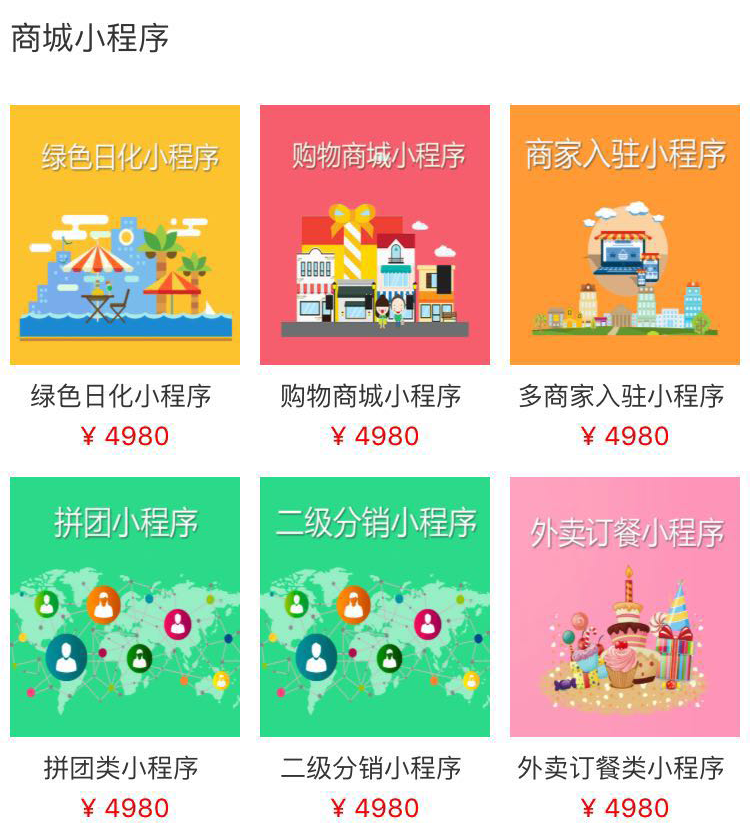 商城小程序
绿色日化小程序
购物商城小程序
商家入驻小程序
绿色日化小程序
购物商城小程序
多商家入驻小程序
¥ 4980
¥ 4980
¥ 4980
拼团小程序
二级分销小程序
外卖订餐小程序
拼团类小程序
二级分销小程序
外卖订餐类小程序
¥ 4980
¥ 4980
¥ 4980